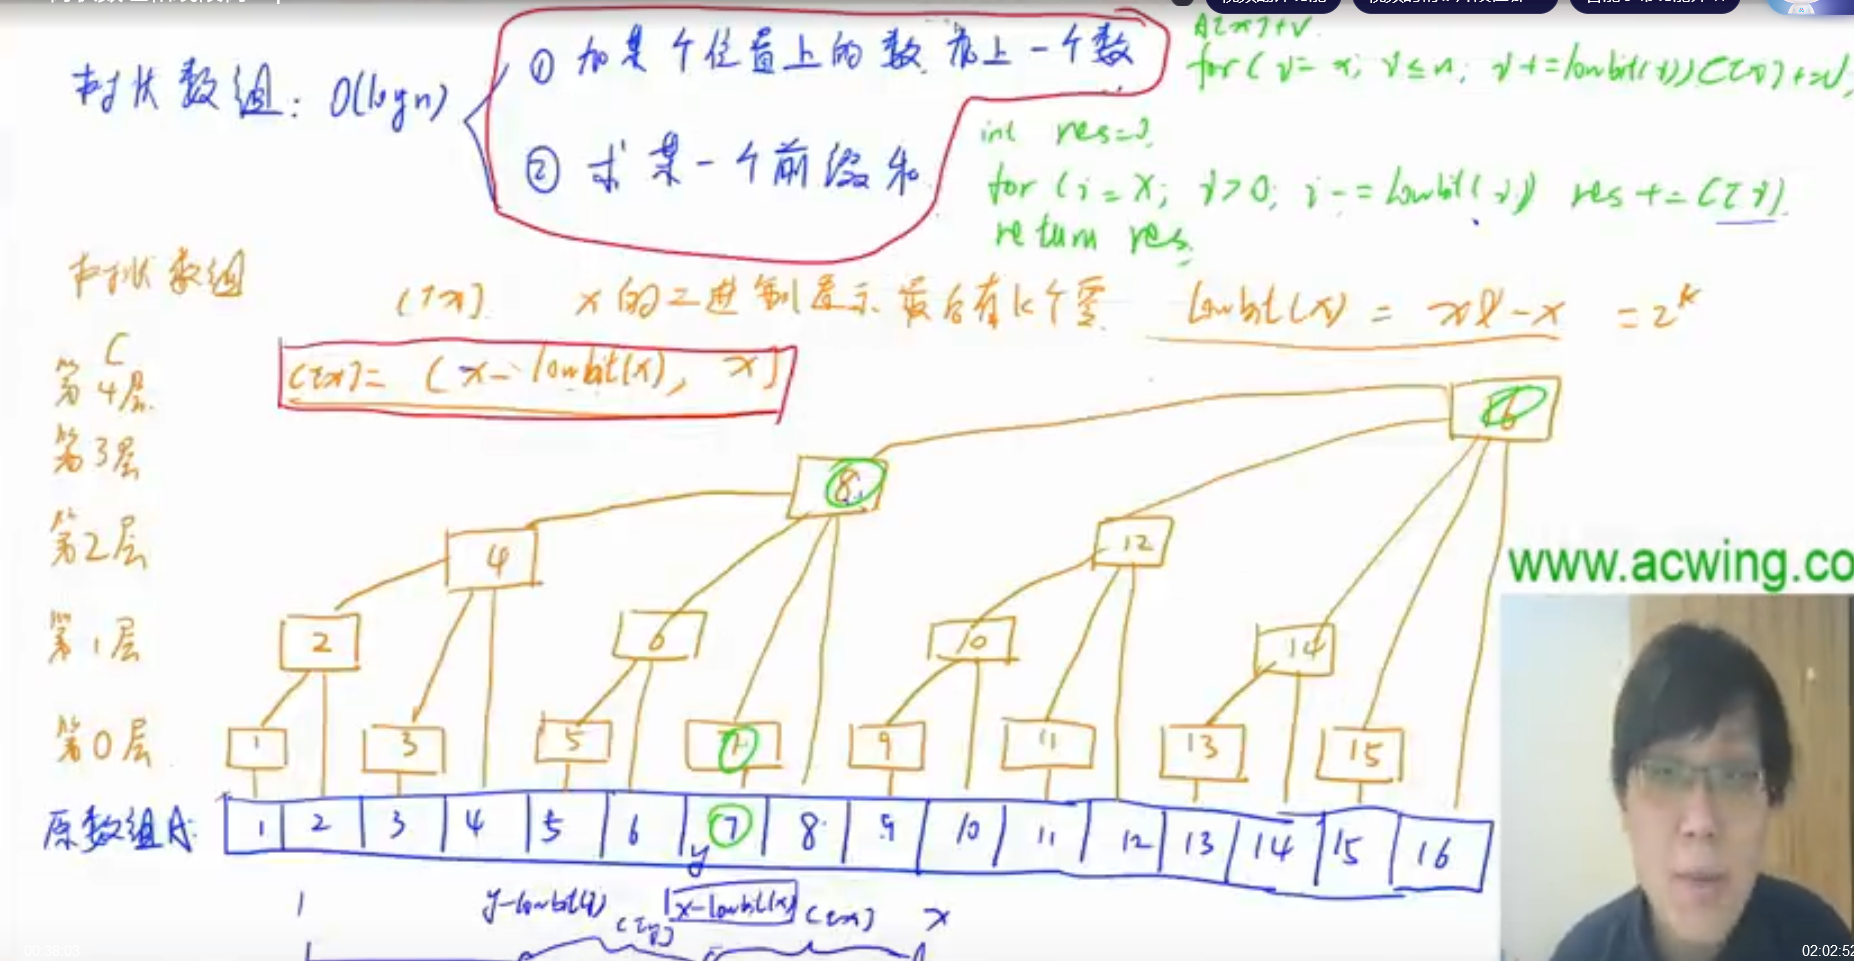 树状数组: O(logn)
① 加某个位置上的数,加上一个数
② 求某一个前缀和
A[x]+v
for(i=x; i≤n; i+=lowbit(i)) C[i]+=v;
int res=0;
for(i=x; i>0; i-=lowbit(i)) res+=C[i]
return res;
树状数组
C[x] x的二进制表示最后有k个零 lowbit(x) = x&-x = 2^k
C
C[x]= (x-lowbit(x), x]
第4层
16
第3层
8
第2层
4 12
第1层
2 6 10 14
第0层
1 3 5 7 9 11 13 15
原数组A:
1 2 3 4 5 6 7 8 9 10 11 12 13 14 15 16
y
1 y-lowbit(y) x-lowbit(x) C[x] x
C[y]
www.acwing.co
00:38:03
02:02:52